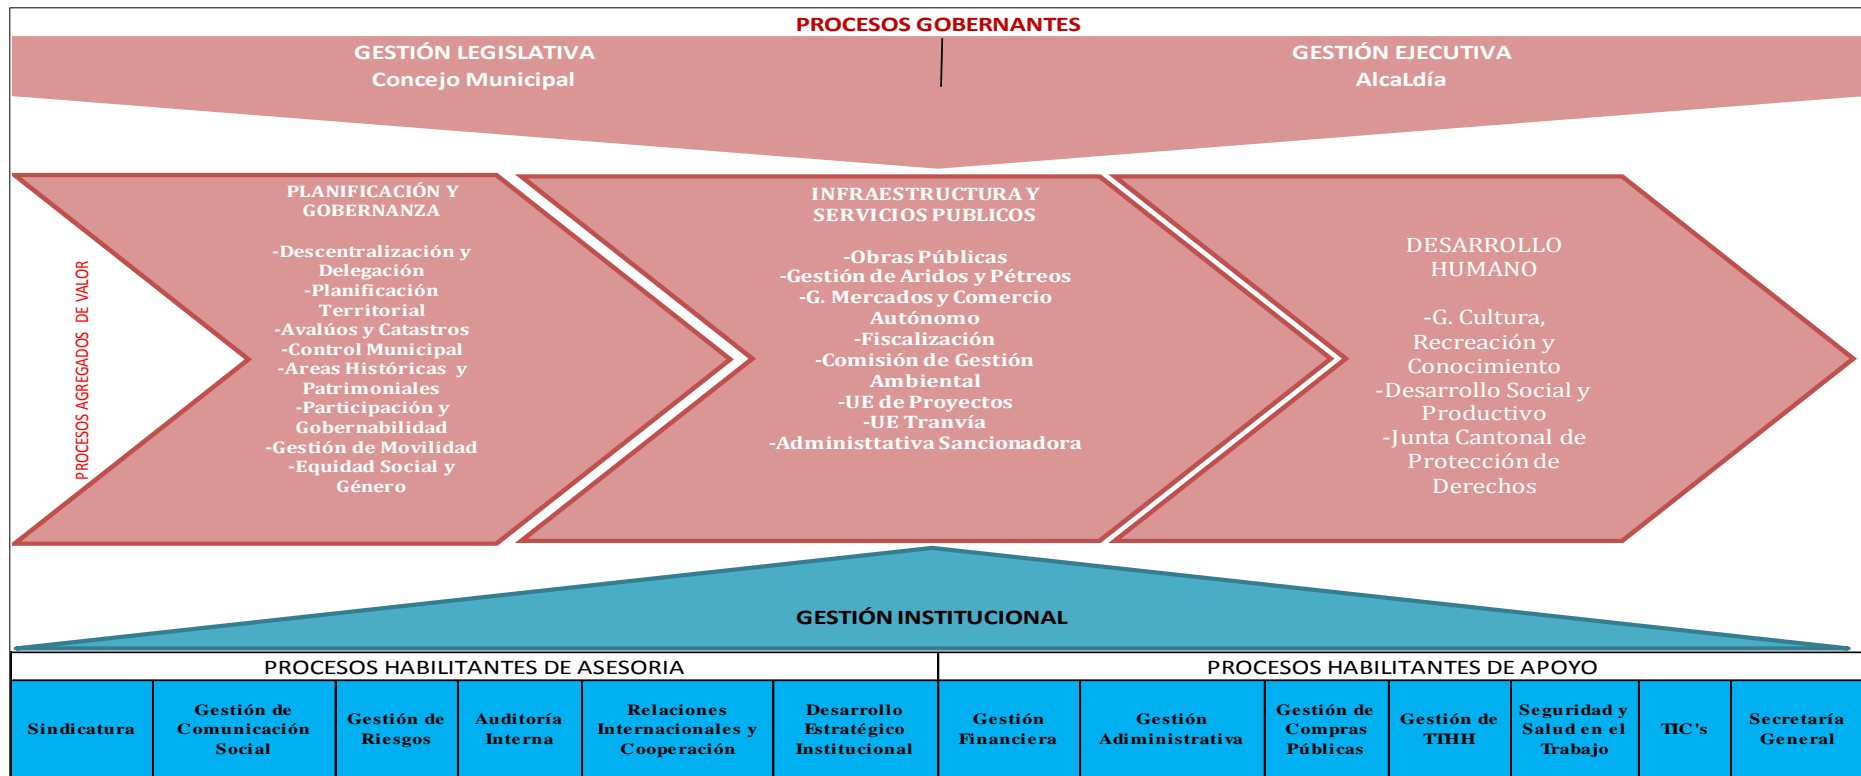 PROCESOS GOBERNANTES
GESTIÓN LEGISLATIVA
Concejo Municipal
GESTIÓN EJECUTIVA
AlcaLdía
PROCESOS AGREGADOS DE VALOR
PLANIFICACIÓN Y
GOBERNANZA
-Descentralización y
Delegación
-Planificación
Territorial
-Avalúos y Catastros
-Control Municipal
-Areas Históricas y
Patrimoniales
-Participación y
Gobernabilidad
-Gestión de Movilidad
-Equidad Social y
Género
INFRAESTRUCTURA Y
SERVICIOS PUBLICOS
-Obras Públicas
-Gestión de Aridos y Pétreos
-G. Mercados y Comercio
Autónomo
-Fiscalización
-Comisión de Gestión
Ambiental
-UE de Proyectos
-UE Tranvía
-Administtativa Sancionadora
DESARROLLO
HUMANO
-G. Cultura,
Recreación y
Conocimiento
-Desarrollo Social y
Productivo
-Junta Cantonal de
Protección de
Derechos
GESTIÓN INSTITUCIONAL
PROCESOS HABILITANTES DE ASESORIA
PROCESOS HABILITANTES DE APOYO
Sindicatura
Gestión de
Comunicación
Social
Gestión de
Riesgos
Auditoría
Interna
Relaciones
Internacionales y
Cooperación
Desarrollo
Estratégico
Institucional
Gestión
Financiera
Gestión
Adiministrativa
Gestión de
Compras
Públicas
Gestión de
TTHH
Seguridad y
Salud en el
Trabajo
TIC's
Secretaría
General